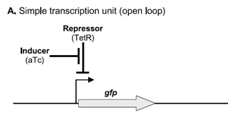 A. Simple transcription unit (open loop)
Repressor
(TetR)
Inducer
(aTc)
gfp